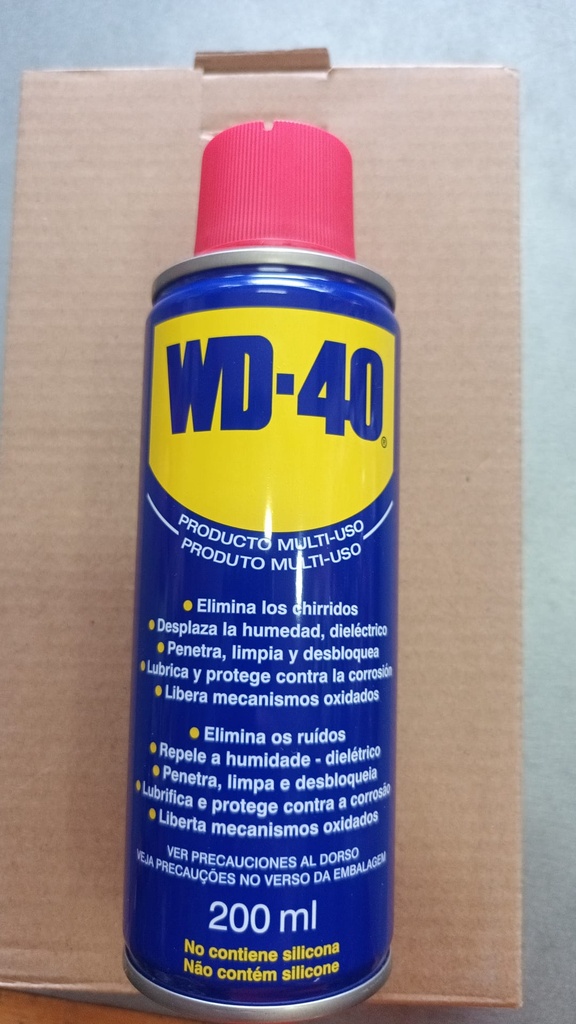 WD-40
®
PRODUCTO MULTI-USO
PRODUTO MULTI-USO
• Elimina los chirridos
• Desplaza la humedad, dieléctrico
• Penetra, limpia y desbloquea
• Lubrica y protege contra la corrosión
• Libera mecanismos oxidados
• Elimina os ruídos
• Repele a humidade - dielétrico
• Penetra, limpa e desbloqueia
• Lubrifica e protege contra a corrosão
• Liberta mecanismos oxidados
VER PRECAUCIONES AL DORSO
VEJA PRECAUÇÕES NO VERSO DA EMBALAGEM
200 ml
No contiene silicona
Não contém silicone